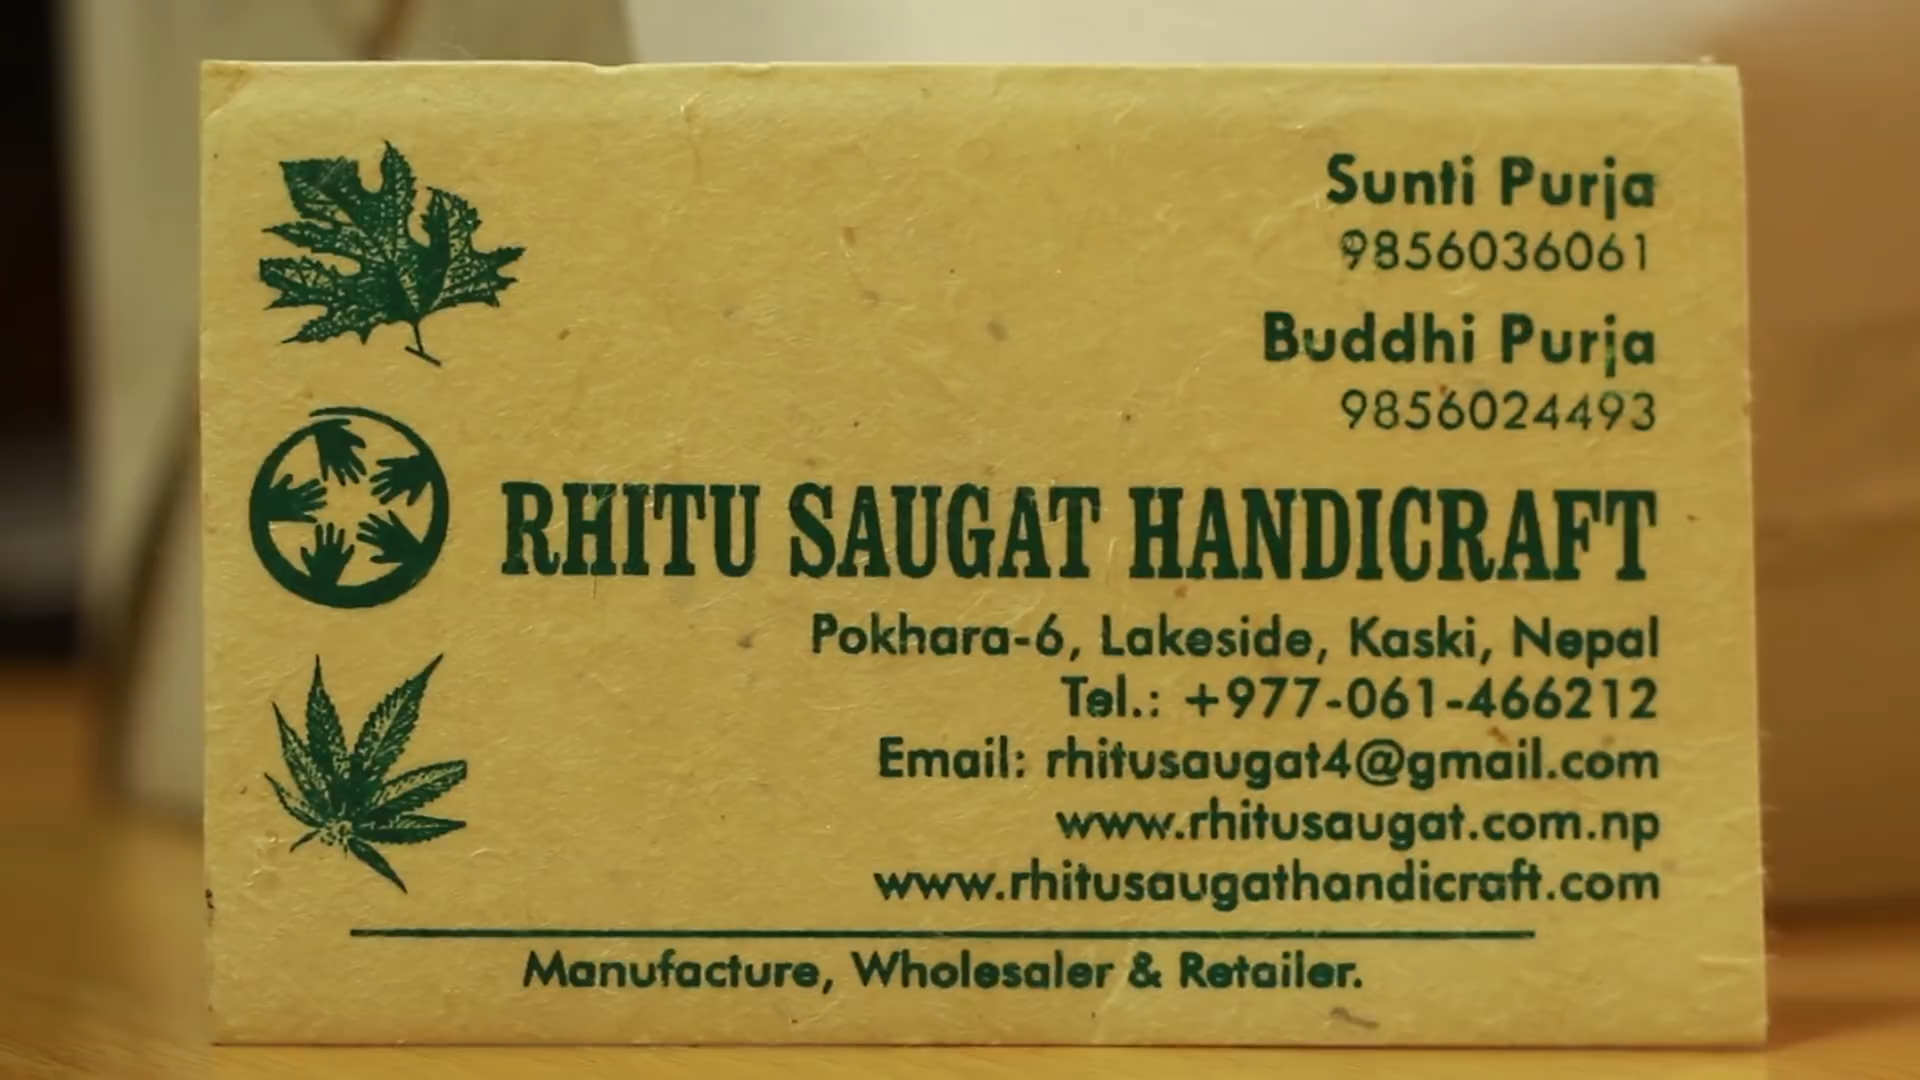 Sunti Purja
9856036061
Buddhi Purja
9856024493
RHITU SAUGAT HANDICRAFT
Pokhara-6, Lakeside, Kaski, Nepal
Tel.: +977-061-466212
Email: rhitusaugat4@gmail.com
www.rhitusaugat.com.np
www.rhitusaugathandicraft.com
Manufacture, Wholesaler & Retailer.